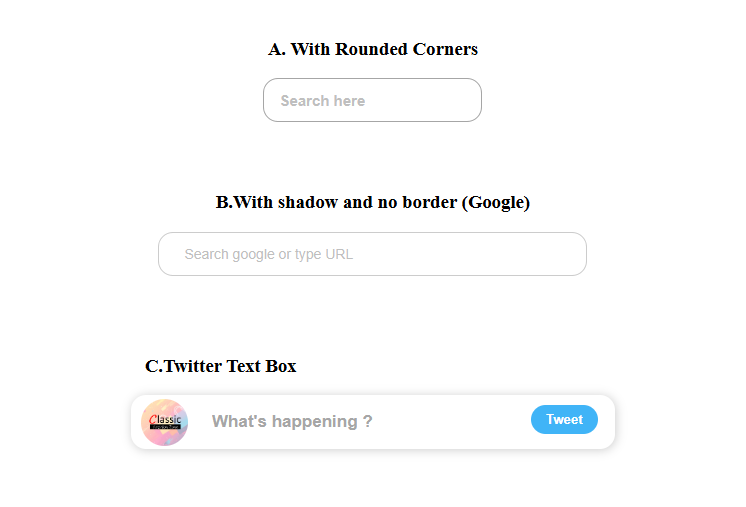 A. With Rounded Corners
Search here
B.With shadow and no border (Google)
Search google or type URL
C.Twitter Text Box
Classic
What's happening ?
Tweet